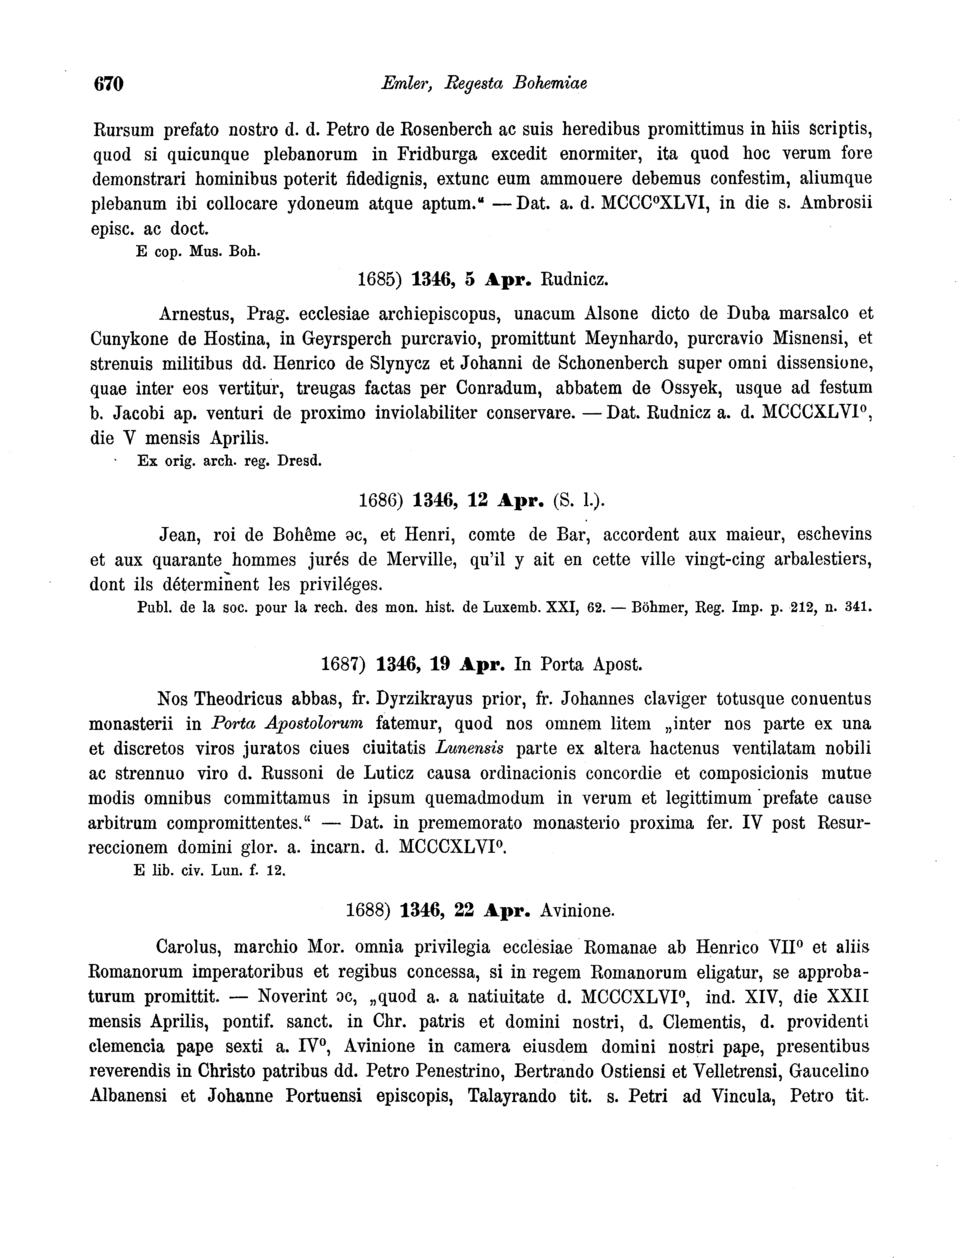 670 Emler, Regesta Bohemiae
Rursum prefato nostro d. d. Petro de Rosenberch ac suis heredibus promittimus in hiis scriptis,
quod si quicunque plebanorum in Fridburga excedit enormiter, ita quod hoc verum fore
demonstrari hominibus poterit fidedignis, extunc eum ammouere debemus confestim, aliumque
plebanum ibi collocare ydoneum atque aptum.“ — Dat. a. d. MCCC⁰XLVI, in die s. Ambrosii
episc. ac doct.
E cop. Mus. Boh.
1685) 1346, 5 Apr. Rudnicz.
Arnestus, Prag. ecclesiae archiepiscopus, unacum Alsone dicto de Duba marsalco et
Cunykone de Hostina, in Geyrsperch purcravio, promittunt Meynhardo, purcravio Misnensi, et
strenuis militibus dd. Henrico de Slynycz et Johanni de Schonenberch super omni dissensione,
quae inter eos vertitur, treugas factas per Conradum, abbatem de Ossyek, usque ad festum
b. Jacobi ap. venturi de proximo inviolabiliter conservare. — Dat. Rudnicz a. d. MCCCXLVI⁰,
die V mensis Aprilis.
Ex orig. arch. reg. Dresd.
1686) 1346, 12 Apr. (S. l.).
Jean, roi de Bohême ɔc, et Henri, comte de Bar, accordent aux maieur, eschevins
et aux quarante hommes jurés de Merville, qu'il y ait en cette ville vingt-cing arbalestiers,
dont ils déterminent les priviléges.
Publ. de la soc. pour la rech. des mon. hist. de Luxemb. XXI, 62. — Böhmer, Reg. Imp. p. 212, n. 341.
1687) 1346, 19 Apr. In Porta Apost.
Nos Theodricus abbas, fr. Dyrzikrayus prior, fr. Johannes claviger totusque conuentus
monasterii in Porta Apostolorum fatemur, quod nos omnem litem „inter nos parte ex una
et discretos viros juratos ciues ciuitatis Lunensis parte ex altera hactenus ventilatam nobili
ac strennuo viro d. Russoni de Luticz causa ordinacionis concordie et composicionis mutue
modis omnibus committamus in ipsum quemadmodum in verum et legittimum prefate cause
arbitrum compromittentes.“ — Dat. in prememorato monasterio proxima fer. IV post Resur-
reccionem domini glor. a. incarn. d. MCCCXLVI⁰.
E lib. civ. Lun. f. 12.
1688) 1346, 22 Apr. Avinione.
Carolus, marchio Mor. omnia privilegia ecclesiae Romanae ab Henrico VII⁰ et aliis
Romanorum imperatoribus et regibus concessa, si in regem Romanorum eligatur, se approba-
turum promittit. — Noverint ɔc, „quod a. a natiuitate d. MCCCXLVI⁰, ind. XIV, die XXII
mensis Aprilis, pontif. sanct. in Chr. patris et domini nostri, d. Clementis, d. providenti
clemencia pape sexti a. IV⁰, Avinione in camera eiusdem domini nostri pape, presentibus
reverendis in Christo patribus dd. Petro Penestrino, Bertrando Ostiensi et Velletrensi, Gaucelino
Albanensi et Johanne Portuensi episcopis, Talayrando tit. s. Petri ad Vincula, Petro tit.